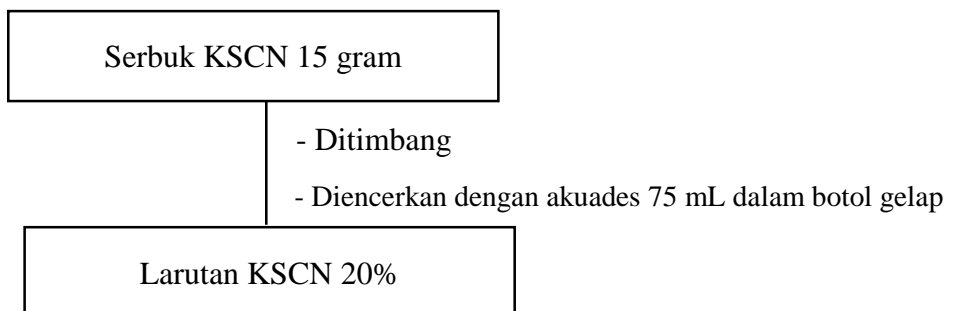 Serbuk KSCN 15 gram
- Ditimbang
- Diencerkan dengan akuades 75 mL dalam botol gelap
Larutan KSCN 20%